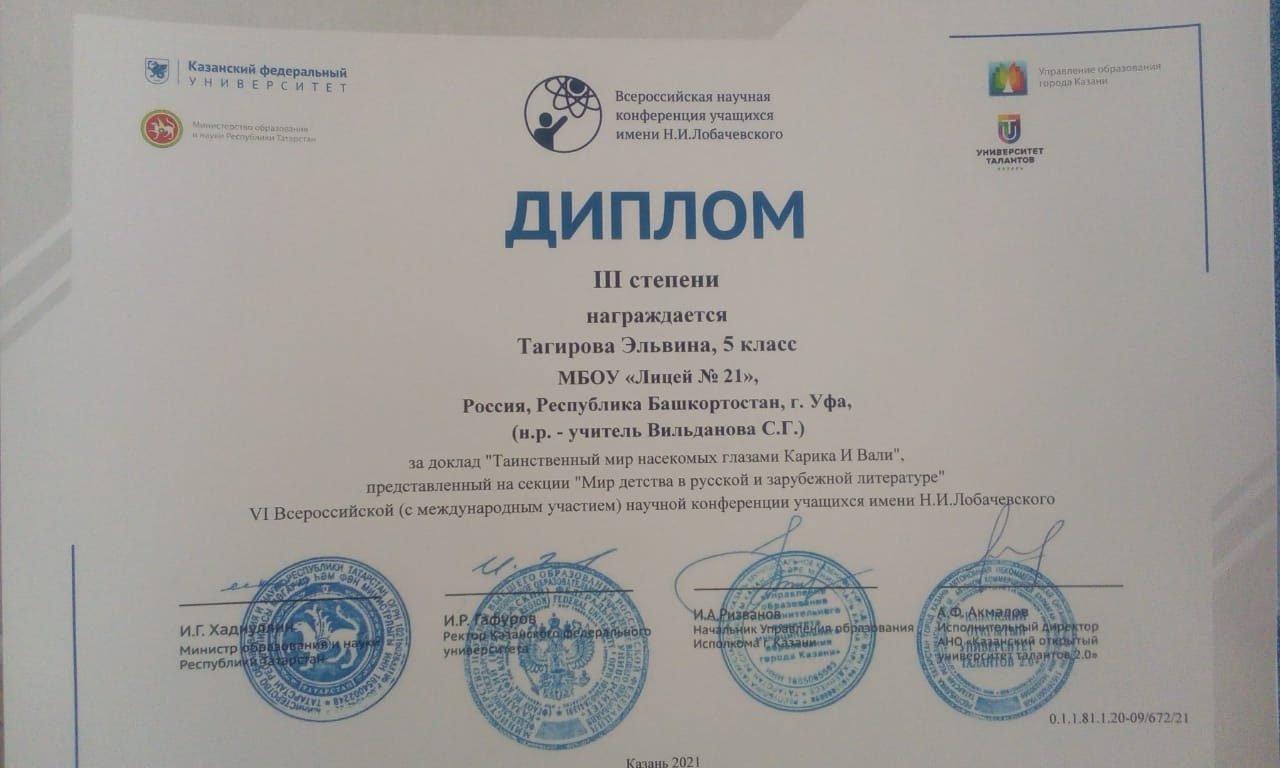 Казанский федеральный
УНИВЕРСИТЕТ
Министерство образования
и науки Республики Татарстан
Всероссийская научная
конференция учащихся
имени Н.И.Лобачевского
Управление образования
города Казани
УНИВЕРСИТЕТ
ТАЛАНТОВ
КАЗАНЬ
ДИПЛОМ
III степени
награждается
Тагирова Эльвина, 5 класс
МБОУ «Лицей № 21»,
Россия, Республика Башкортостан, г. Уфа,
(н.р. - учитель Вильданова С.Г.)
за доклад "Таинственный мир насекомых глазами Карика И Вали",
представленный на секции "Мир детства в русской и зарубежной литературе"
VI Всероссийской (с международным участием) научной конференции учащихся имени Н.И.Лобачевского
И.Г. Хадиуллин
Министр образования и науки
Республики Татарстан
И.Р. Гафуров
Ректор Казанского федерального
университета
И.А.Ризванов
Начальник Управления образования
Исполкома г.Казани
А.Ф. Акмалов
Исполнительный директор
АНО «Казанский открытый
университет талантов 2.0»
0.1.1.81.1.20-09/672/21
Казань 2021